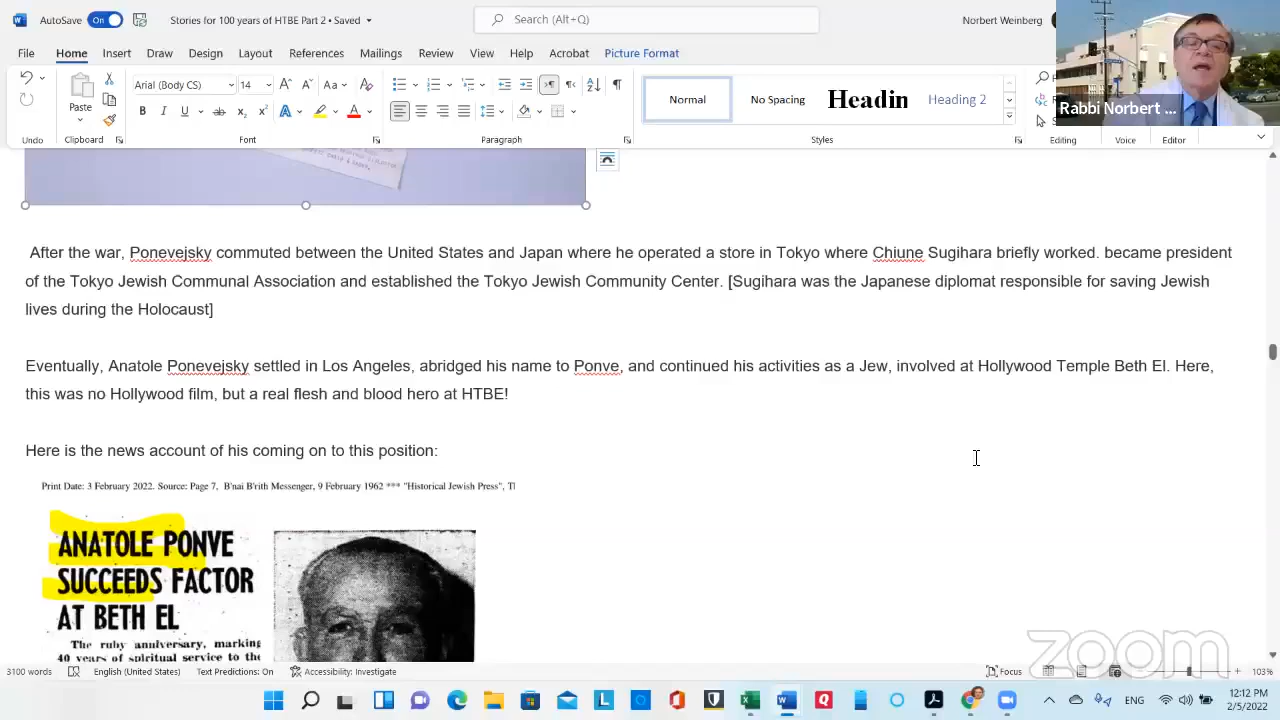 AutoSave
On
Stories for 100 years of HTBE Part 2 • Saved
Search (Alt+Q)
Norbert Weinberg
File Home Insert Draw Design Layout References Mailings Review View Help Acrobat Picture Format
Rabbi Norbert ...
Arial (Body CS) 14
Paste
Normal
No Spacing
Headin
Heading 2
Undo Clipboard Font Paragraph Styles Editing Voice Editor
After the war, Ponevejsky commuted between the United States and Japan where he operated a store in Tokyo where Chiune Sugihara briefly worked. became president
of the Tokyo Jewish Communal Association and established the Tokyo Jewish Community Center. [Sugihara was the Japanese diplomat responsible for saving Jewish
lives during the Holocaust]
Eventually, Anatole Ponevejsky settled in Los Angeles, abridged his name to Ponve, and continued his activities as a Jew, involved at Hollywood Temple Beth El. Here,
this was no Hollywood film, but a real flesh and blood hero at HTBE!
Here is the news account of his coming on to this position:
Print Date: 3 February 2022. Source: Page 7, B'nai B'rith Messenger, 9 February 1962 *** "Historical Jewish Press", T
ANATOLE PONVE
SUCCEEDS FACTOR
AT BETH EL
The ruby anniversary, marking
40 years of spiritual service to the
zoom
3100 words English (United States) Text Predictions: On Accessibility: Investigate Focus 103%
12:12 PM
2/5/2022